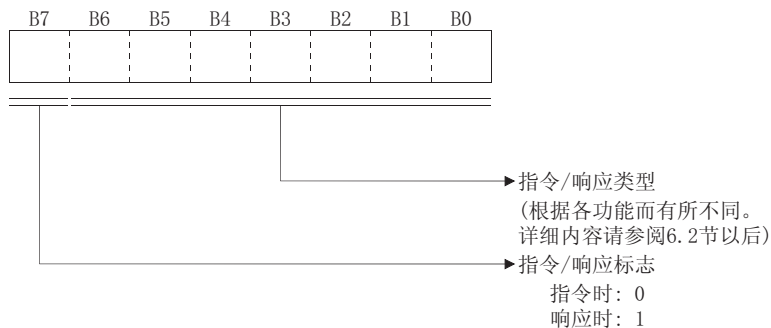 B7 B6 B5 B4 B3 B2 B1 B0
指令/响应类型
(根据各功能而有所不同。
详细内容请参阅6.2节以后)
指令/响应标志
指令时: 0
响应时: 1